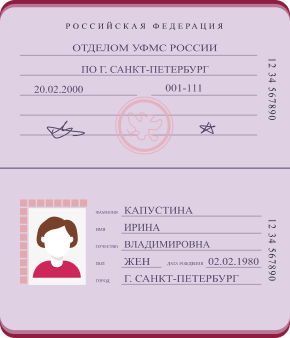 РОССИЙСКАЯ ФЕДЕРАЦИЯ
ОТДЕЛОМ УФМС РОССИИ
ПО Г. САНКТ-ПЕТЕРБУРГ
20.02.2000 001-111
12 34 567890
ФАМИЛИЯ КАПУСТИНА
ИМЯ ИРИНА
ОТЧЕСТВО ВЛАДИМИРОВНА
ПОЛ ЖЕН ДАТА РОЖДЕНИЯ 02.02.1980
ГОРОД Г. САНКТ-ПЕТЕРБУРГ
12 34 567890